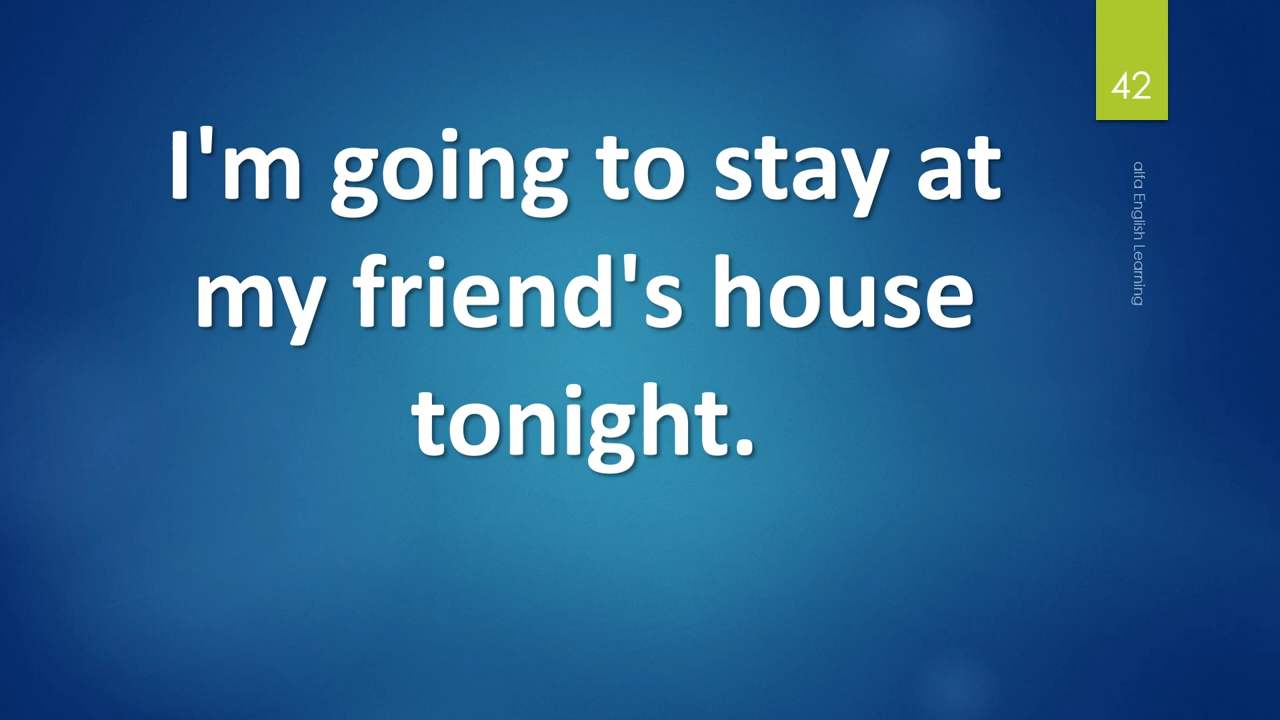 42
I'm going to stay at
my friend's house
tonight.
alfa English Learning